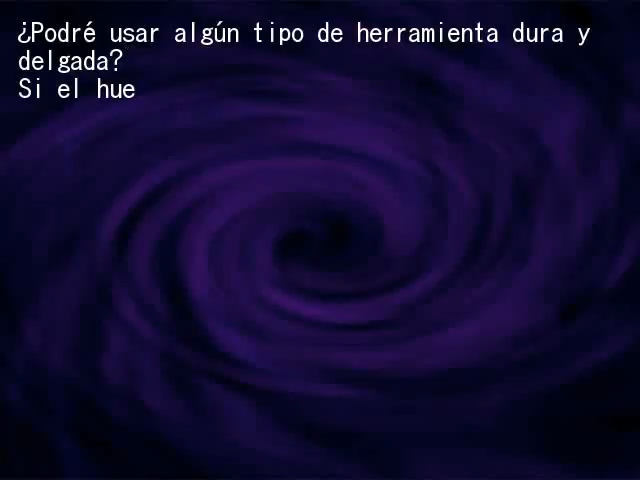 ¿Podré usar algún tipo de herramienta dura y
delgada?
Si el hue